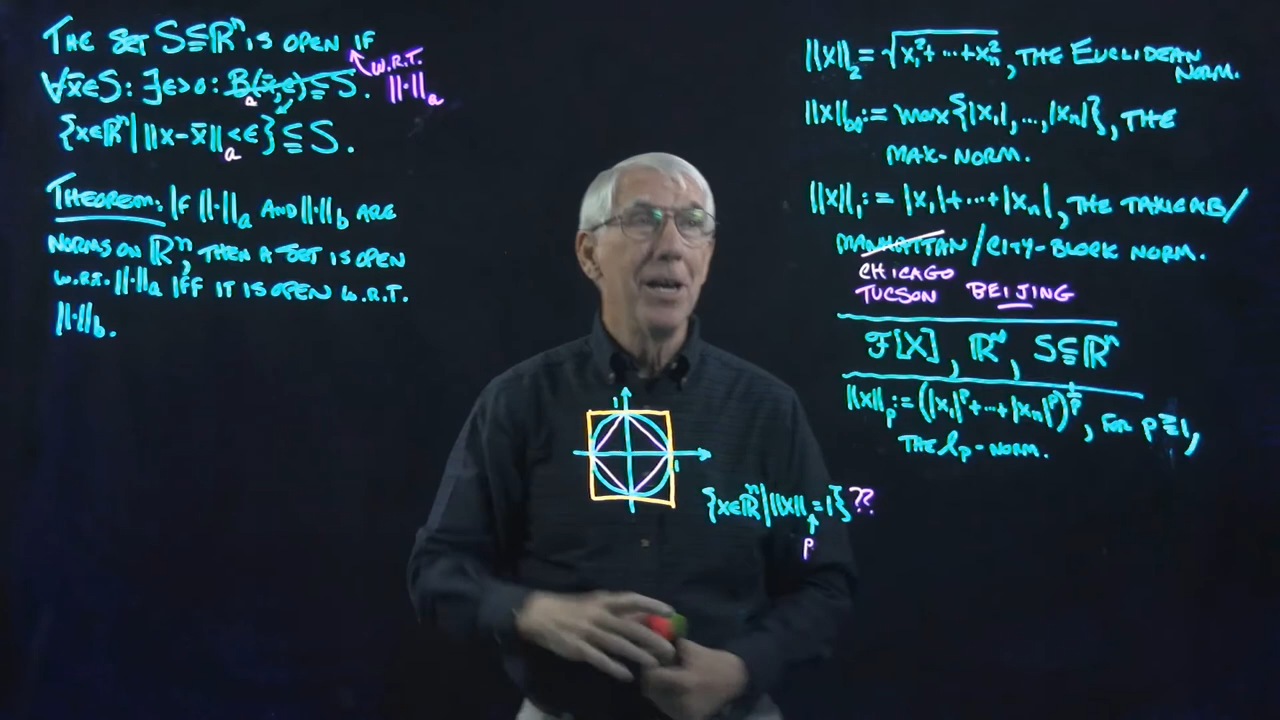 THE SET S⊆ℝⁿ IS OPEN IF
∀x̄∈S: ∃ε>0: B(x̄,ε)⊆S.
a
W.R.T.
||·||ₐ
{x∈ℝⁿ| ||x-x̄||ₐ<ε}⊆S.
THEOREM: IF ||·||ₐ AND ||·||_b ARE
NORMS ON ℝⁿ, THEN A SET IS OPEN
W.R.T. ||·||ₐ IFF IT IS OPEN W.R.T.
||·||_b.
1
1
{x∈ℝⁿ| ||x||₁=1}??
P
||x||₂=√x₁²+···+xₙ², THE EUCLIDEAN
NORM.
||x||∞:= max{|x₁|,...,|xₙ|}, THE
MAX-NORM.
||x||₁:= |x₁|+···+|xₙ|, THE TAXICAB/
MANHATTAN/CITY-BLOCK NORM.
CHICAGO
TUCSON BEIJING
F[X], ℝⁿ, S⊆ℝⁿ
||x||ₚ:=(|x₁|ᵖ+···+|xₙ|ᵖ)^(1/p), FOR p≥1,
THE ℓₚ-NORM.